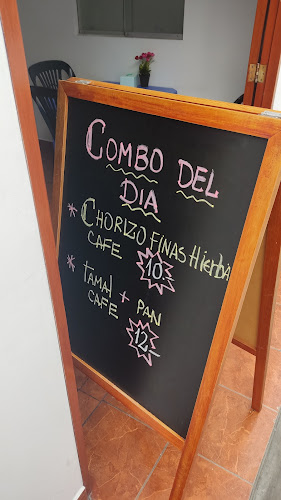 COMBO DEL
DIA
* CHORIZO FINAS HierbA
CAFE 10
* tAMAl + PAN
CAFE 12